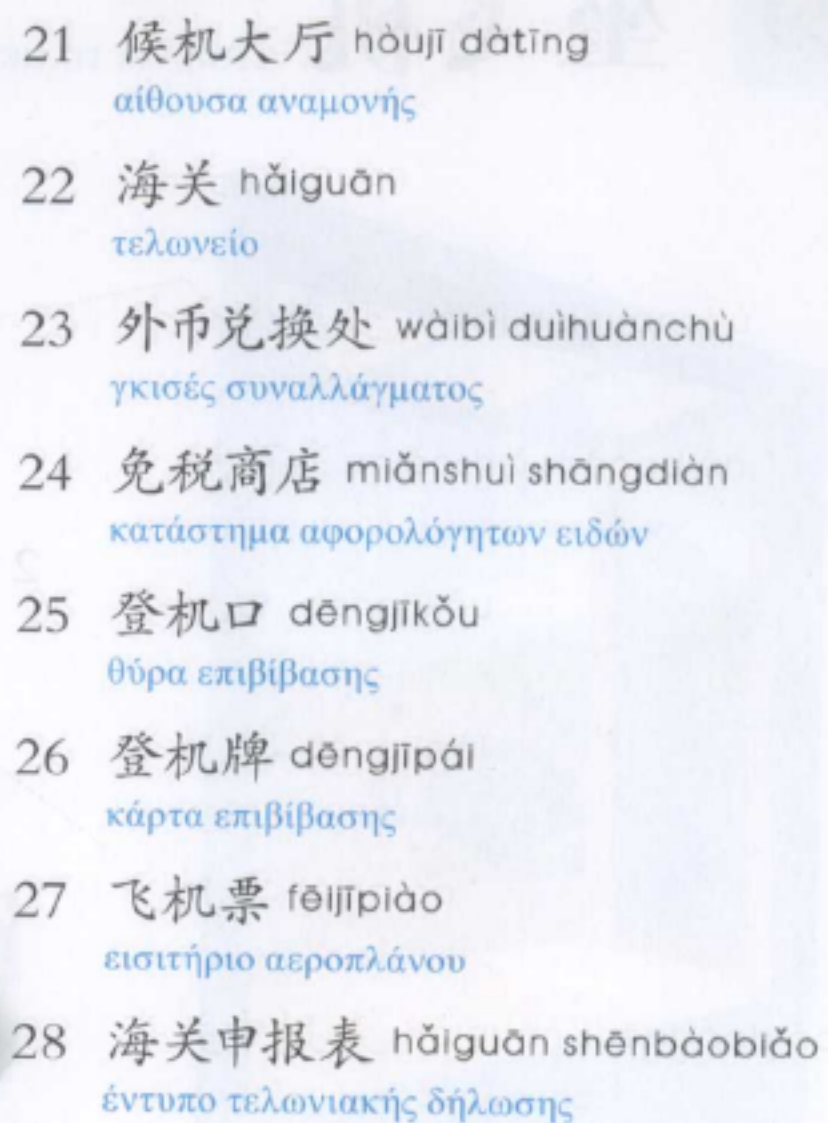 21 候机大厅 hòujī dàtīng
αίθουσα αναμονής
22 海关 hǎiguān
τελωνείο
23 外币兑换处 wàibì duìhuànchù
γκισές συναλλάγματος
24 免税商店 miǎnshuì shāngdiàn
κατάστημα αφορολόγητων ειδών
25 登机口 dēngjīkǒu
θύρα επιβίβασης
26 登机牌 dēngjīpái
κάρτα επιβίβασης
27 飞机票 fēijīpiào
εισιτήριο αεροπλάνου
28 海关申报表 hǎiguān shēnbàobiǎo
έντυπο τελωνιακής δήλωσης